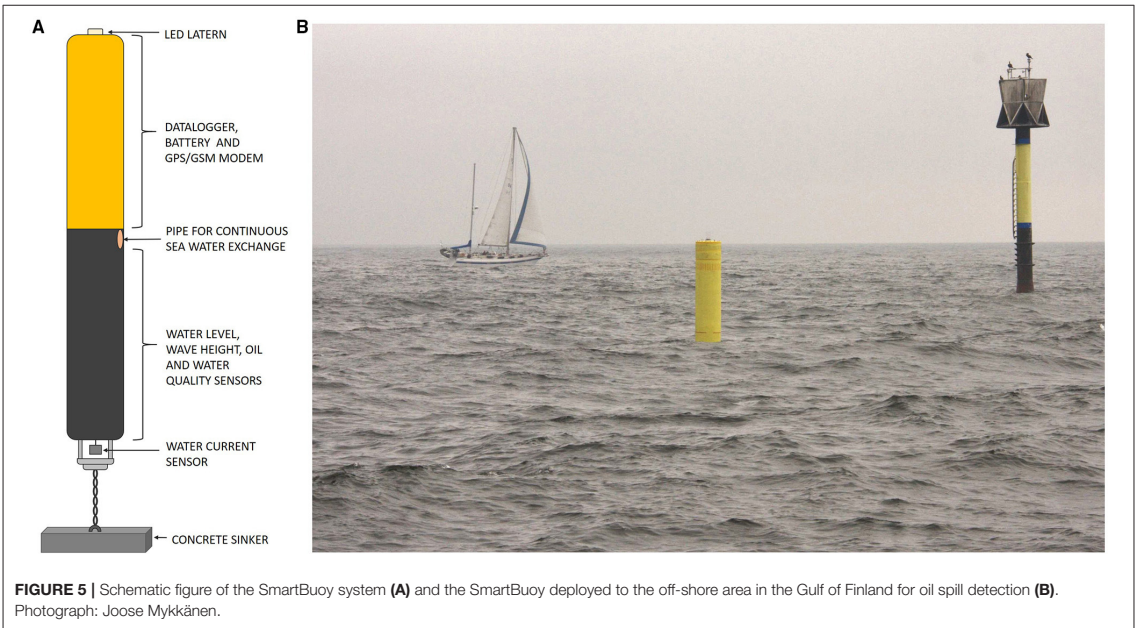 A
LED LATERN
DATALOGGER,
BATTERY AND
GPS/GSM MODEM
PIPE FOR CONTINUOUS
SEA WATER EXCHANGE
WATER LEVEL,
WAVE HEIGHT, OIL
AND WATER
QUALITY SENSORS
WATER CURRENT
SENSOR
CONCRETE SINKER
B
FIGURE 5 | Schematic figure of the SmartBuoy system (A) and the SmartBuoy deployed to the off-shore area in the Gulf of Finland for oil spill detection (B).
Photograph: Joose Mykkänen.